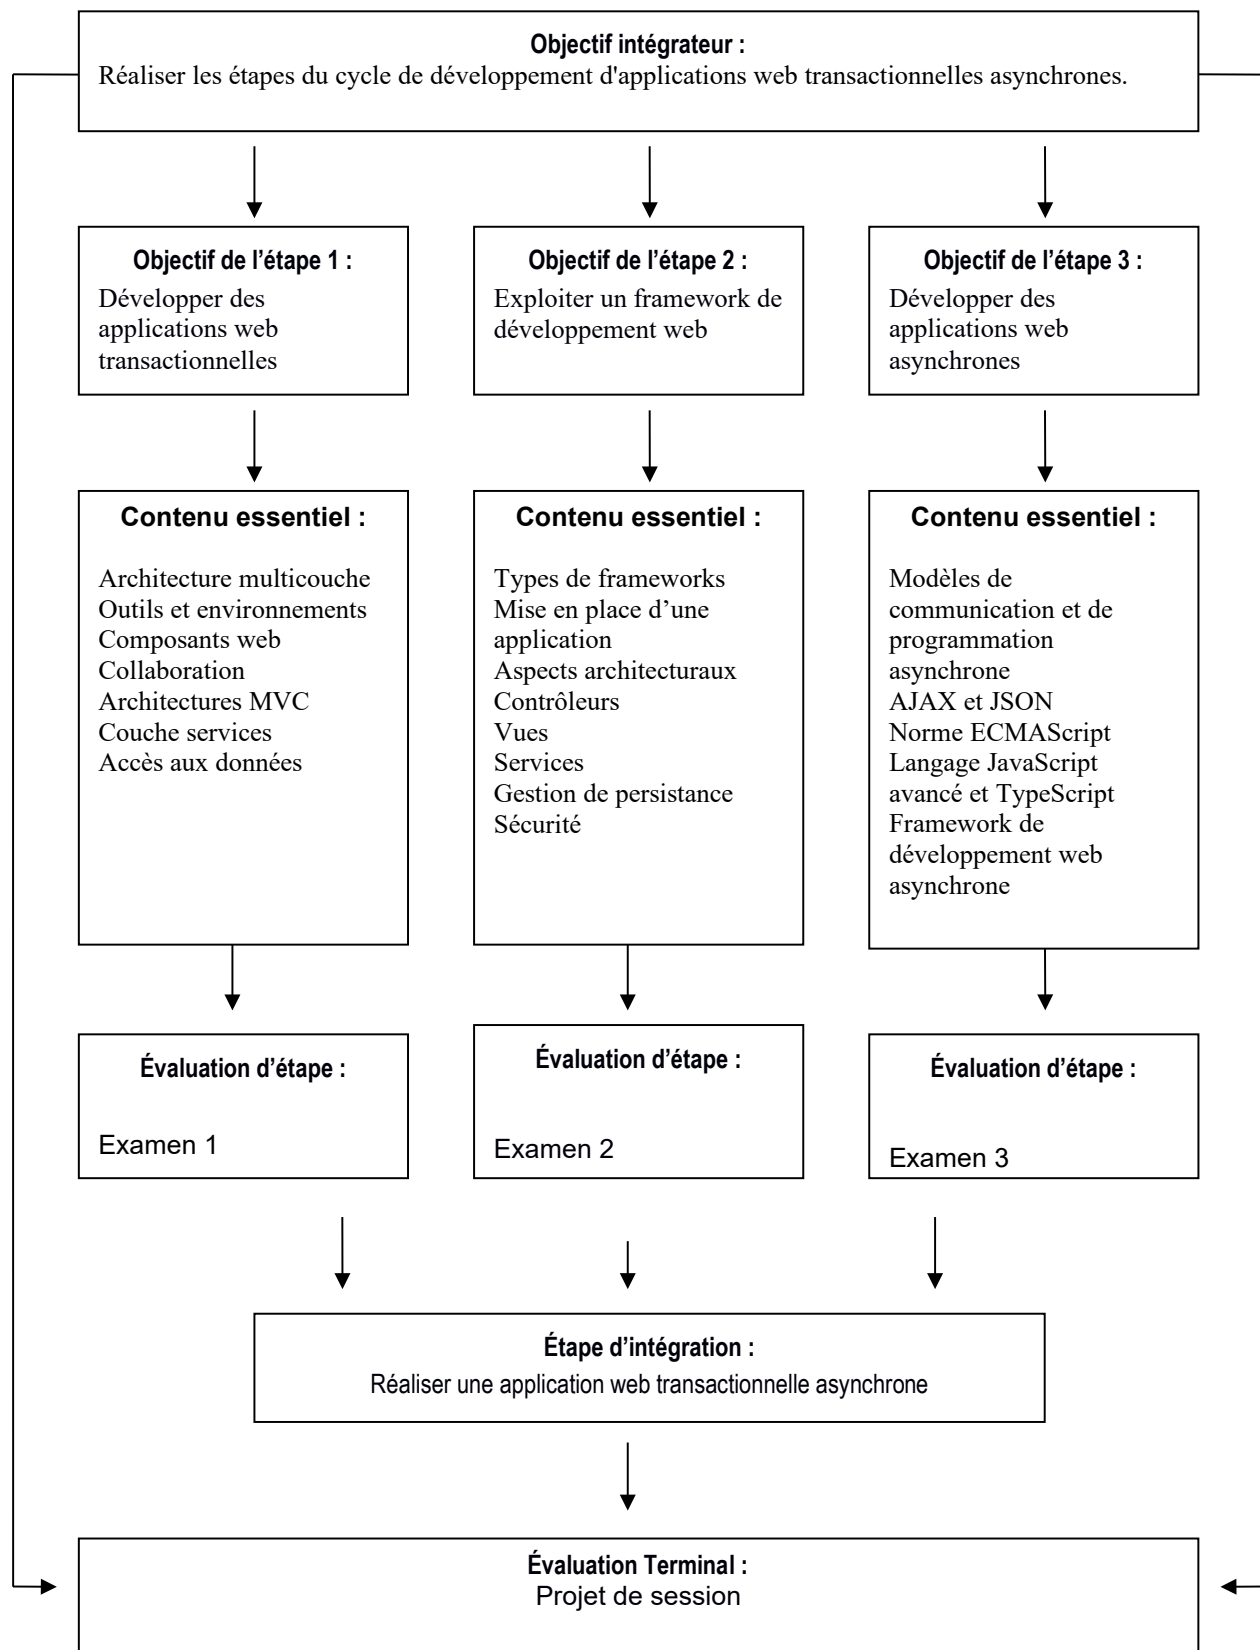 Objectif intégrateur :
Réaliser les étapes du cycle de développement d'applications web transactionnelles asynchrones.
Objectif de l’étape 1 :
Développer des
applications web
transactionnelles
Objectif de l’étape 2 :
Exploiter un framework de
développement web
Objectif de l’étape 3 :
Développer des
applications web
asynchrones
Contenu essentiel :
Architecture multicouche
Outils et environnements
Composants web
Collaboration
Architectures MVC
Couche services
Accès aux données
Contenu essentiel :
Types de frameworks
Mise en place d’une
application
Aspects architecturaux
Contrôleurs
Vues
Services
Gestion de persistance
Sécurité
Contenu essentiel :
Modèles de
communication et de
programmation
asynchrone
AJAX et JSON
Norme ECMAScript
Langage JavaScript
avancé et TypeScript
Framework de
développement web
asynchrone
Évaluation d’étape :
Examen 1
Évaluation d’étape :
Examen 2
Évaluation d’étape :
Examen 3
Étape d’intégration :
Réaliser une application web transactionnelle asynchrone
Évaluation Terminal :
Projet de session